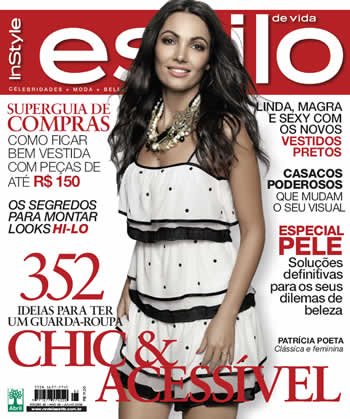 InStyle
estilo
de vida
CELEBRIDADES + MODA + BEL
SUPERGUIA DE
COMPRAS
COMO FICAR
BEM VESTIDA
COM PEÇAS DE
ATÉ R$ 150
OS SEGREDOS
PARA MONTAR
LOOKS HI-LO
352
IDEIAS PARA TER
UM GUARDA-ROUPA
CHIC &
ACESSÍVEL
LINDA, MAGRA
E SEXY COM
OS NOVOS
VESTIDOS
PRETOS
CASACOS
PODEROSOS
QUE MUDAM
O SEU VISUAL
ESPECIAL
PELE
Soluções
definitivas
para os seus
dilemas de
beleza
PATRÍCIA POETA
Clássica e feminina
Abril